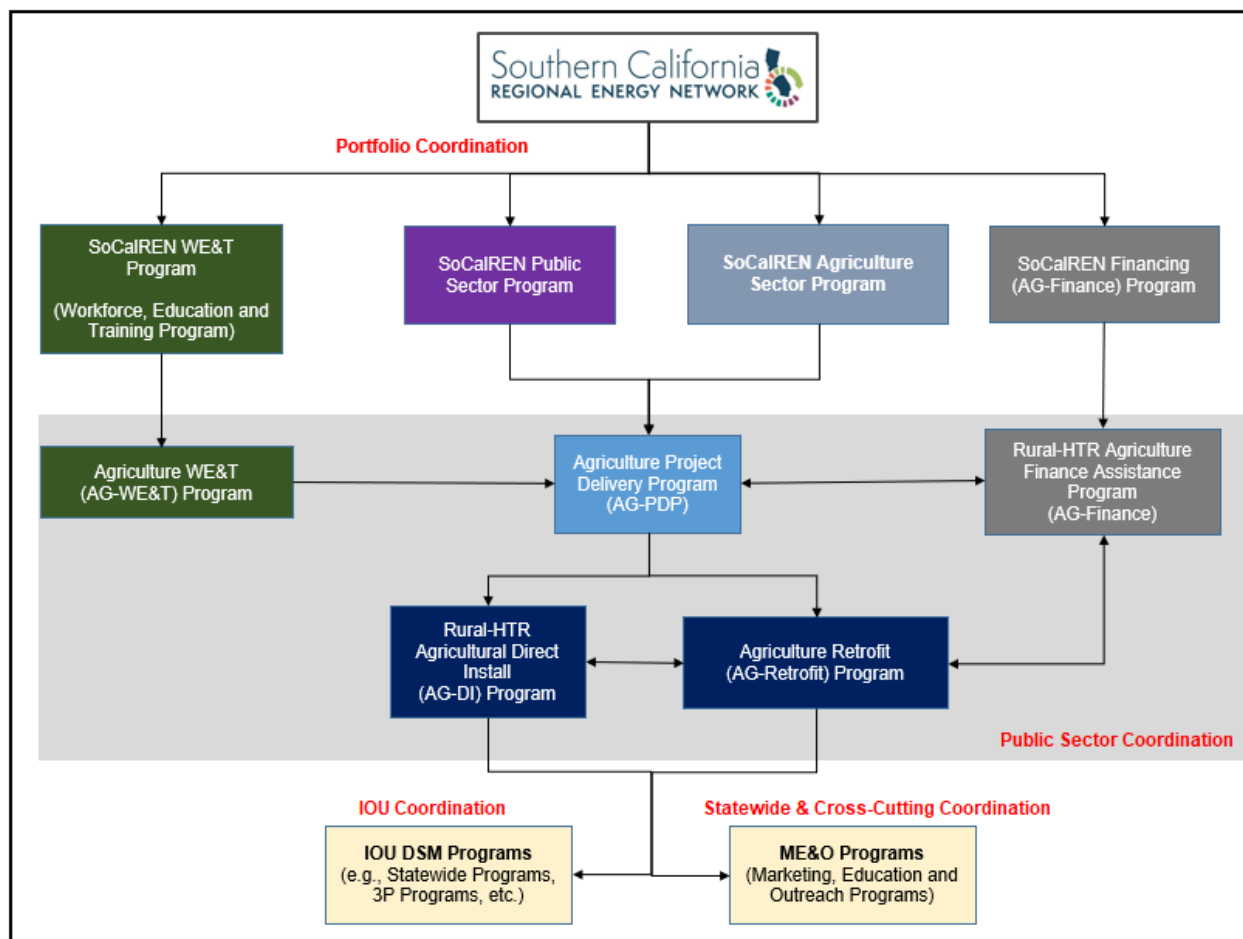 Southern California
REGIONAL ENERGY NETWORK
Portfolio Coordination
SoCalREN WE&T
Program
(Workforce, Education and
Training Program)
SoCalREN Public
Sector Program
SoCalREN Agriculture
Sector Program
SoCalREN Financing
(AG-Finance) Program
Agriculture WE&T
(AG-WE&T) Program
Agriculture Project
Delivery Program
(AG-PDP)
Rural-HTR Agriculture
Finance Assistance
Program
(AG-Finance)
Rural-HTR
Agricultural Direct
Install
(AG-DI) Program
Agriculture Retrofit
(AG-Retrofit) Program
Public Sector Coordination
IOU Coordination
Statewide & Cross-Cutting Coordination
IOU DSM Programs
(e.g., Statewide Programs,
3P Programs, etc.)
ME&O Programs
(Marketing, Education and
Outreach Programs)